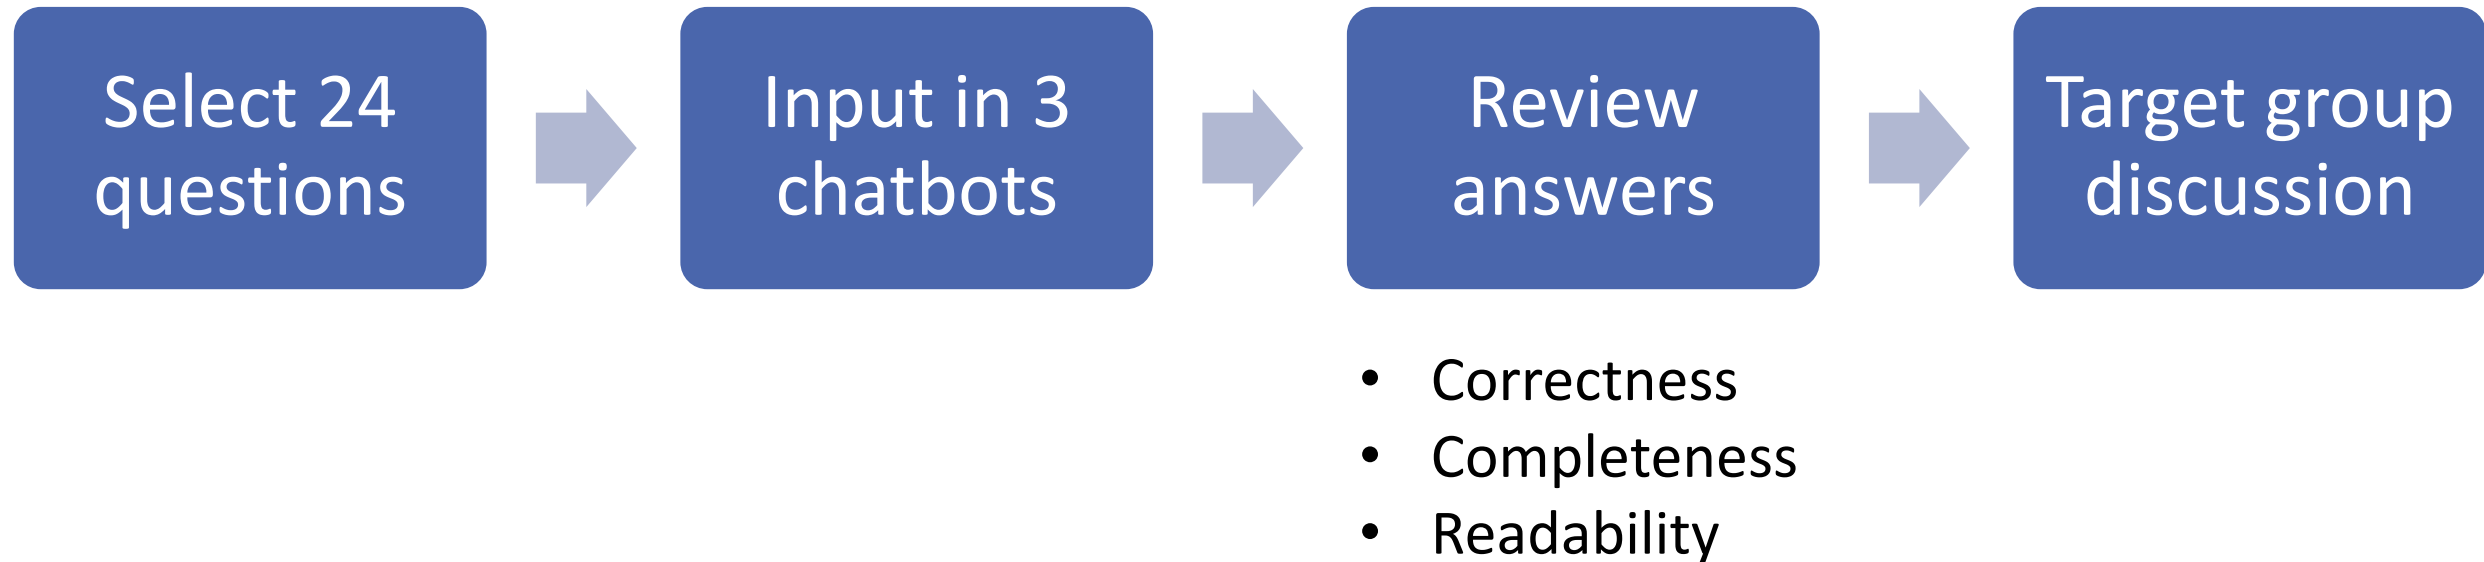 Select 24
questions
Input in 3
chatbots
Review
answers
Target group
discussion
• Correctness
• Completeness
• Readability